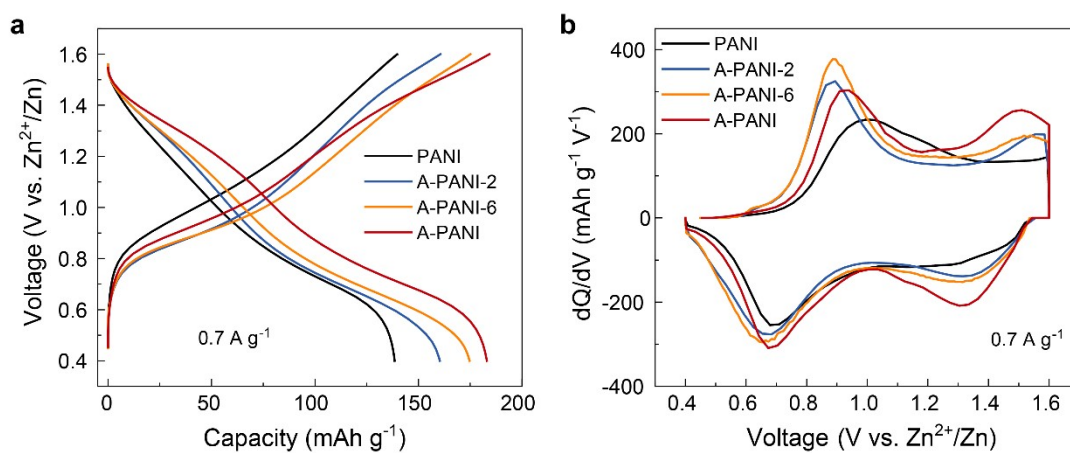 a
Voltage (V vs. Zn²⁺/Zn)
1.6
1.4
1.2
1.0
0.8
0.6
0.4
PANI
A-PANI-2
A-PANI-6
A-PANI
0.7 A g⁻¹
0 50 100 150 200
Capacity (mAh g⁻¹)
b
dQ/dV (mAh g⁻¹ V⁻¹)
400
200
0
-200
-400
PANI
A-PANI-2
A-PANI-6
A-PANI
0.7 A g⁻¹
0.4 0.6 0.8 1.0 1.2 1.4 1.6
Voltage (V vs. Zn²⁺/Zn)